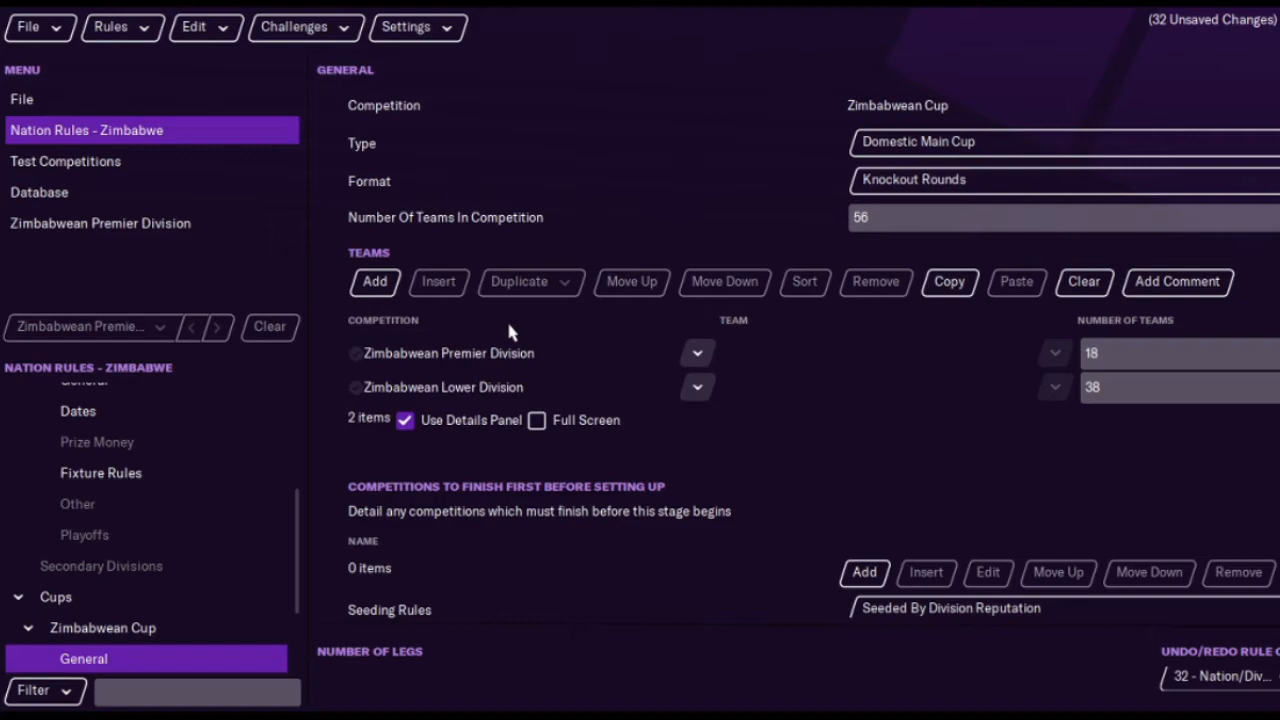 File Rules Edit Challenges Settings (32 Unsaved Changes)
MENU
File
Nation Rules - Zimbabwe
Test Competitions
Database
Zimbabwean Premier Division
Zimbabwean Premie... < > Clear
NATION RULES - ZIMBABWE
General
Dates
Prize Money
Fixture Rules
Other
Playoffs
Secondary Divisions
Cups
Zimbabwean Cup
General
Filter
GENERAL
Competition Zimbabwean Cup
Type Domestic Main Cup
Format Knockout Rounds
Number Of Teams In Competition 56
TEAMS
Add Insert Duplicate Move Up Move Down Sort Remove Copy Paste Clear Add Comment
COMPETITION TEAM NUMBER OF TEAMS
Zimbabwean Premier Division 18
Zimbabwean Lower Division 38
2 items Use Details Panel Full Screen
COMPETITIONS TO FINISH FIRST BEFORE SETTING UP
Detail any competitions which must finish before this stage begins
NAME
0 items Add Insert Edit Move Up Move Down Remove
Seeding Rules Seeded By Division Reputation
NUMBER OF LEGS UNDO/REDO RULE
32 - Nation/Div...